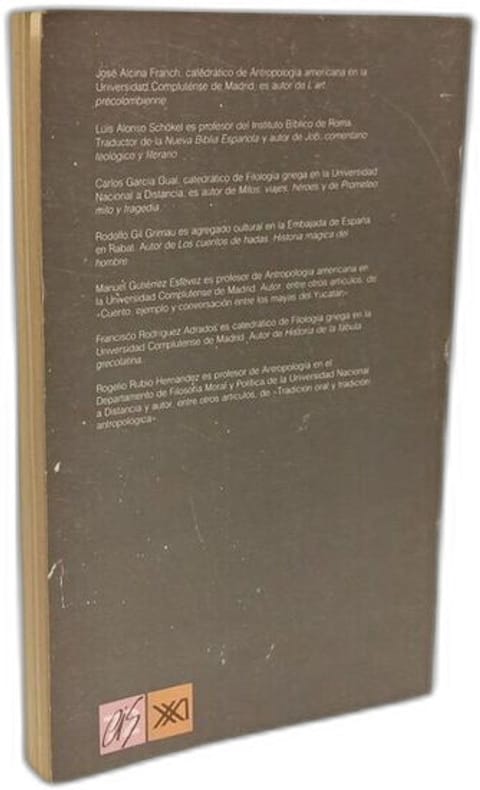 José Alcina Franch, catédrático de Antropología americana en la
Universidad Complutense de Madrid, es autor de L'art
précolombienne.
Luis Alonso Schökel es profesor del Instituto Bíblico de Roma.
Traductor de la Nueva Biblia Española y autor de Job, comentario
teológico y literario
Carlos García Gual, catedrático de Filología griega en la Universidad
Nacional a Distancia, es autor de Mitos, viajes, héroes y de Prometeo
mito y tragedia
Rodolfo Gil Grimau es agregado cultural en la Embajada de España
en Rabat. Autor de Los cuentos de hadas. Historia mágica del
hombre
Manuel Gutiérrez Estévez es profesor de Antropología americana en
la Universidad Complutense de Madrid. Autor, entre otros artículos, de
«Cuento, ejemplo y conversación entre los mayas del Yucatán»
Francisco Rodríguez Adrados es catedrático de Filología griega en la
Universidad Complutense de Madrid. Autor de Historia de la fábula
grecolatina.
Rogelio Rubio Hernández es profesor de Antropología en el
Departamento de Filosofía Moral y Política de la Universidad Nacional
a Distancia y autor, entre otros artículos, de «Tradición oral y tradición
antropológica»
eis